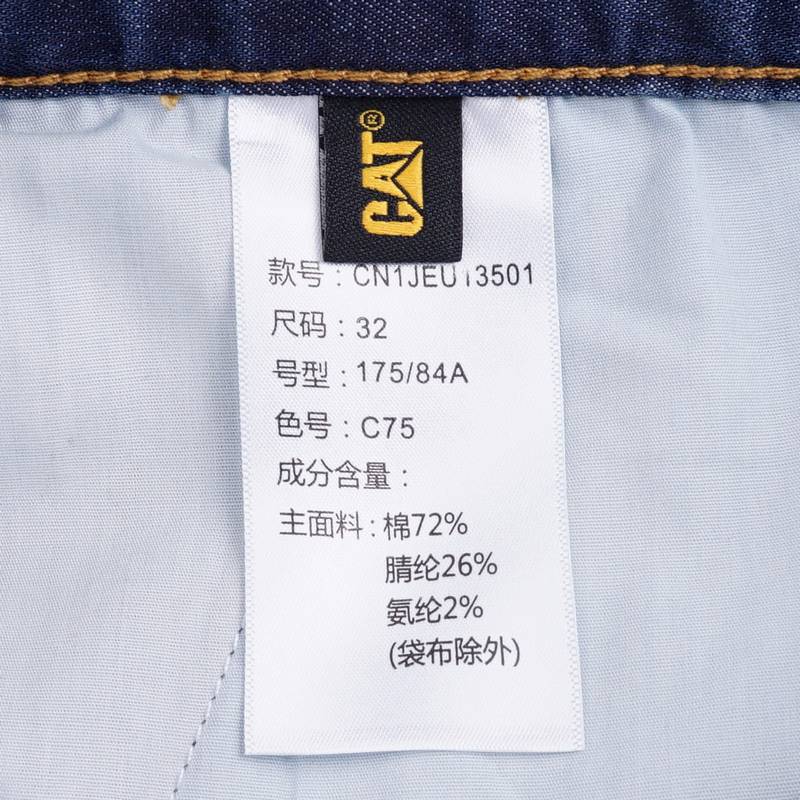 CAT®
款号：CN1JEU13501
尺码：32
号型：175/84A
色号：C75
成分含量：
主面料：棉72%
腈纶26%
氨纶2%
(袋布除外)